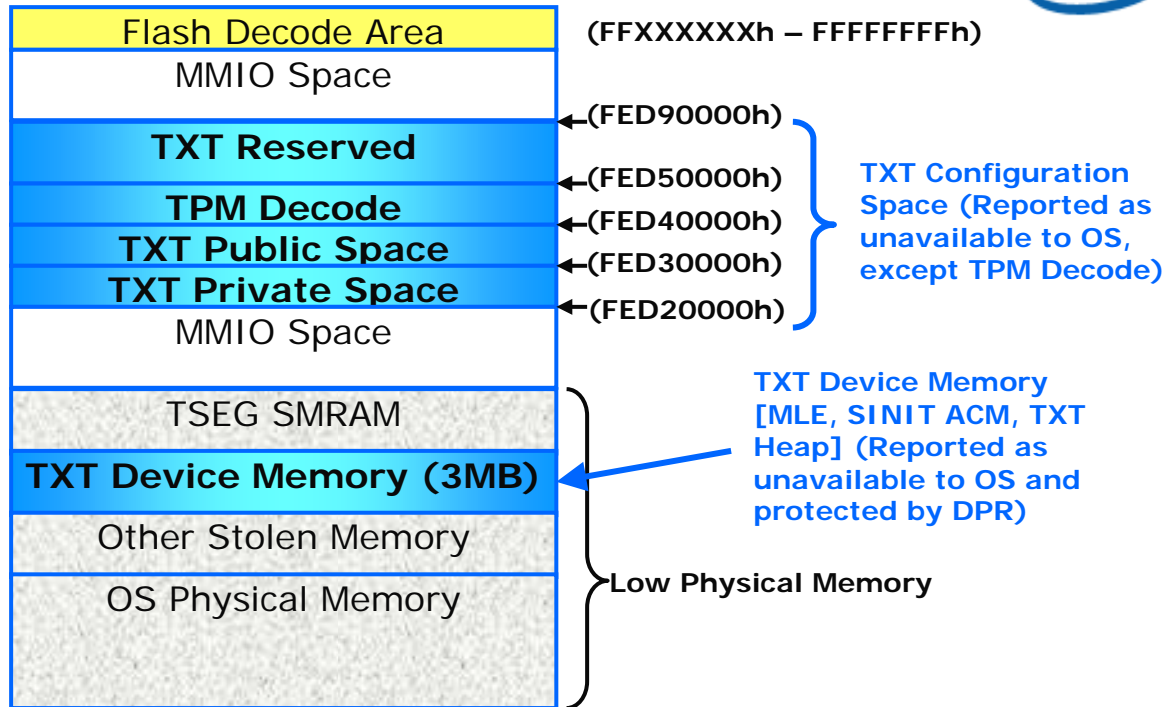 Flash Decode Area
(FFXXXXXXh – FFFFFFFFh)
MMIO Space
(FED90000h)
TXT Reserved
(FED50000h)
TPM Decode
(FED40000h)
TXT Public Space
(FED30000h)
TXT Private Space
(FED20000h)
MMIO Space
TXT Configuration
Space (Reported as
unavailable to OS,
except TPM Decode)
TSEG SMRAM
TXT Device Memory (3MB)
Other Stolen Memory
OS Physical Memory
TXT Device Memory
[MLE, SINIT ACM, TXT
Heap] (Reported as
unavailable to OS and
protected by DPR)
Low Physical Memory